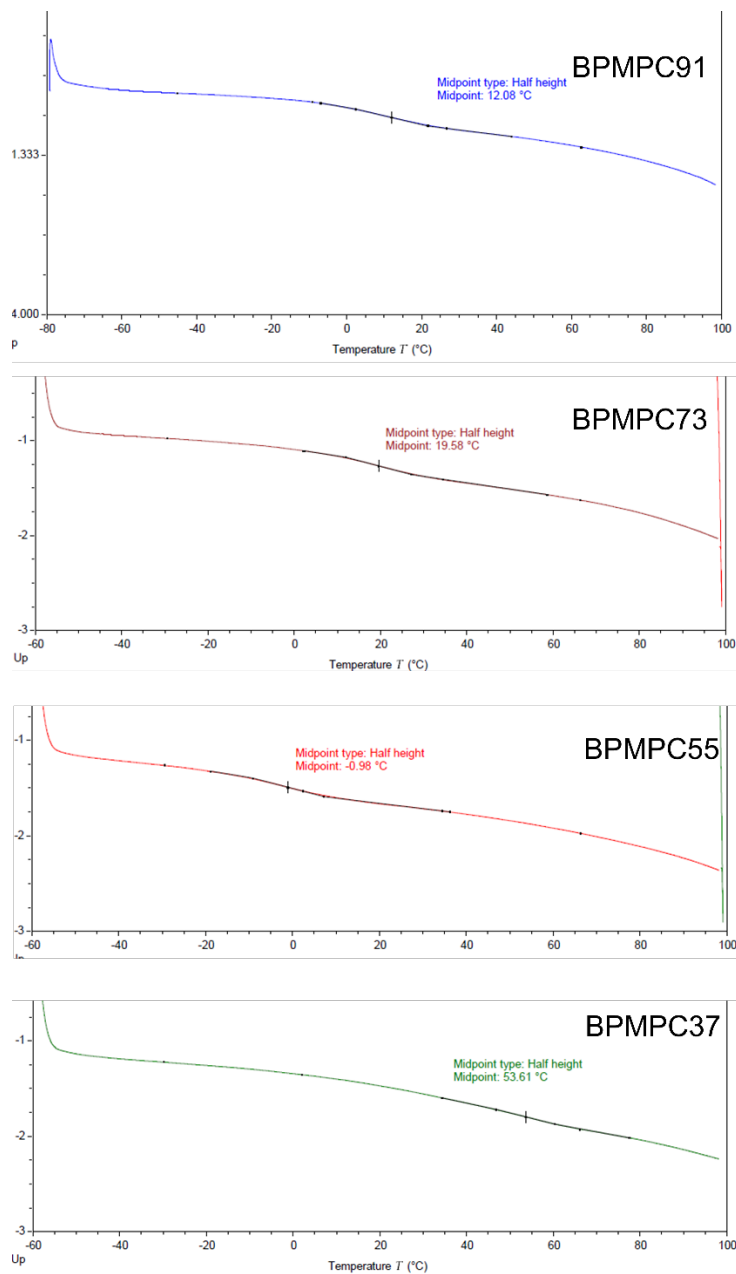 BPMPC91
Midpoint type: Half height
Midpoint: 12.08 °C
1.333
4.000
-80 -60 -40 -20 0 20 40 60 80 100
p
Temperature T (°C)
BPMPC73
Midpoint type: Half height
Midpoint: 19.58 °C
-1
-2
-3
-60 -40 -20 0 20 40 60 80 100
Up
Temperature T (°C)
BPMPC55
Midpoint type: Half height
Midpoint: -0.98 °C
-1
-2
-3
-60 -40 -20 0 20 40 60 80 100
BPMPC37
Midpoint type: Half height
Midpoint: 53.61 °C
-1
-2
-3
-60 -40 -20 0 20 40 60 80 100
Up
Temperature T (°C)